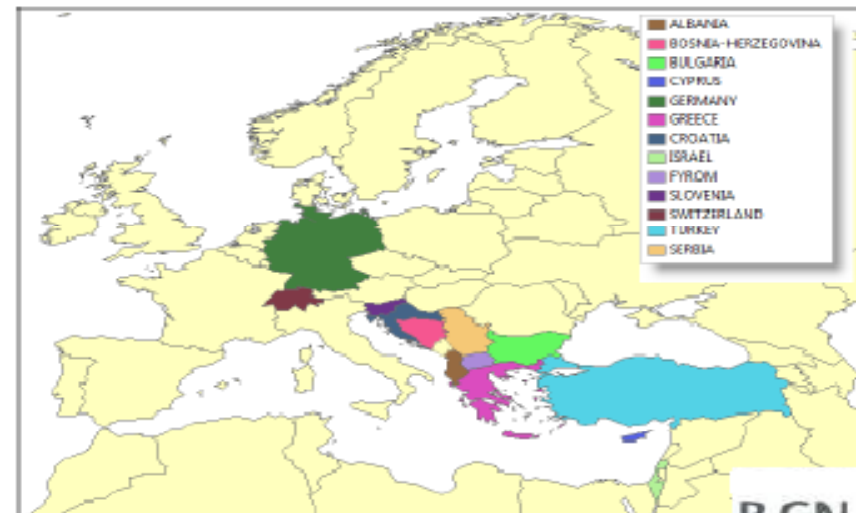 ALBANIA
BOSNIA-HERZEGOVINA
BULGARIA
CYPRUS
GERMANY
GREECE
CROATIA
ISRAEL
FYROM
SLOVENIA
SWITZERLAND
TURKEY
SERBIA